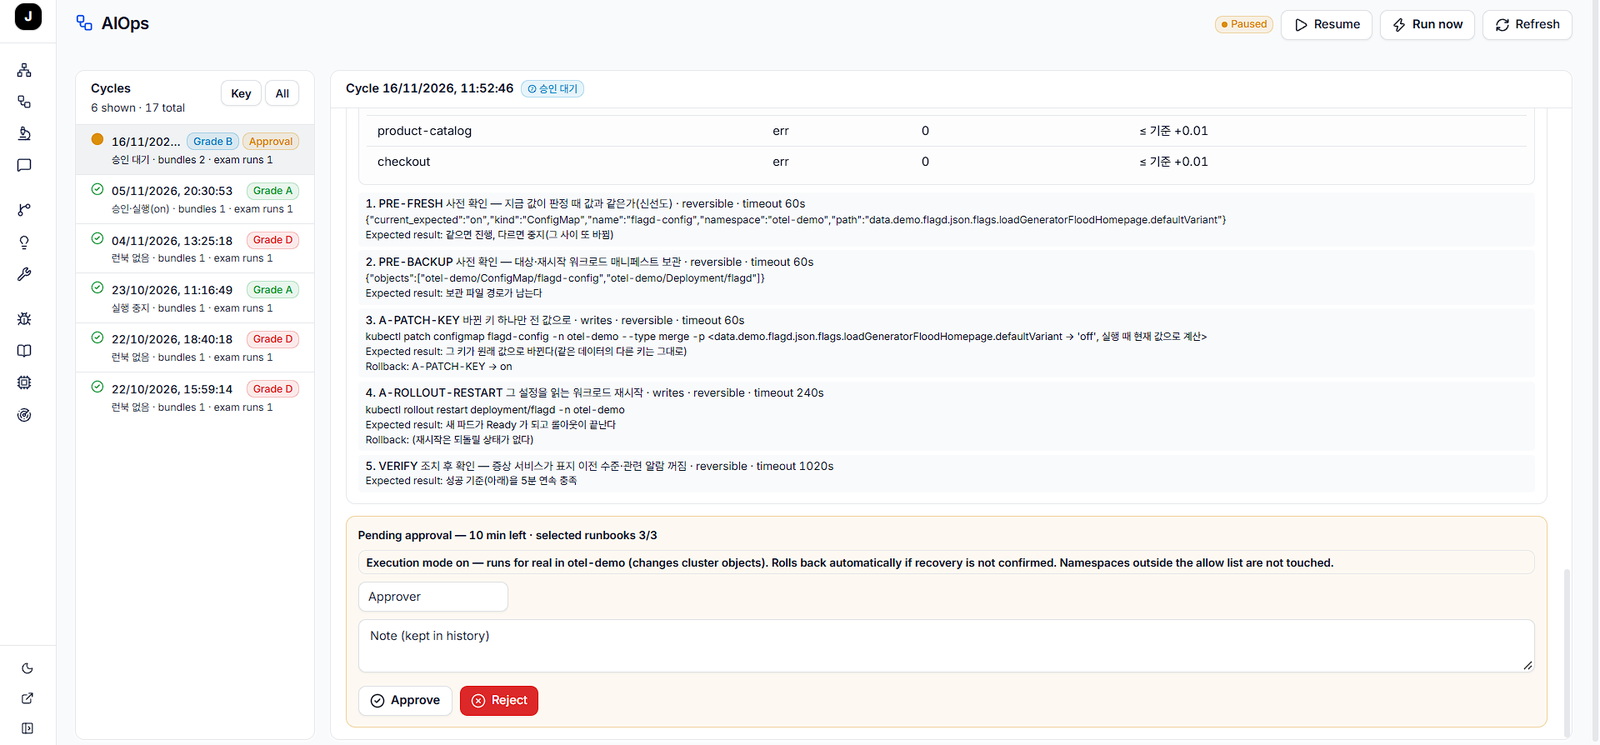 J
AIOps
Paused
Resume
Run now
Refresh
Cycles
6 shown · 17 total
Key
All
16/11/202... Grade B Approval
승인 대기 · bundles 2 · exam runs 1
05/11/2026, 20:30:53 Grade A
승인·실행(on) · bundles 1 · exam runs 1
04/11/2026, 13:25:18 Grade D
런북 없음 · bundles 1 · exam runs 1
23/10/2026, 11:16:49 Grade A
실행 중지 · bundles 1 · exam runs 1
22/10/2026, 18:40:18 Grade D
런북 없음 · bundles 1 · exam runs 1
22/10/2026, 15:59:14 Grade D
런북 없음 · bundles 1 · exam runs 1
Cycle 16/11/2026, 11:52:46 승인 대기
product-catalog err 0 ≤ 기준 +0.01
checkout err 0 ≤ 기준 +0.01
1. PRE-FRESH 사전 확인 — 지금 값이 판정 때 값과 같은가(신선도) · reversible · timeout 60s
{"current_expected":"on","kind":"ConfigMap","name":"flagd-config","namespace":"otel-demo","path":"data.demo.flagd.json.flags.loadGeneratorFloodHomepage.defaultVariant"}
Expected result: 같으면 진행, 다르면 중지(그 사이 또 바뀜)
2. PRE-BACKUP 사전 확인 — 대상·재시작 워크로드 매니페스트 보관 · reversible · timeout 60s
{"objects":["otel-demo/ConfigMap/flagd-config","otel-demo/Deployment/flagd"]}
Expected result: 보관 파일 경로가 남는다
3. A-PATCH-KEY 바뀐 키 하나만 전 값으로 · writes · reversible · timeout 60s
kubectl patch configmap flagd-config -n otel-demo --type merge -p <data.demo.flagd.json.flags.loadGeneratorFloodHomepage.defaultVariant → 'off', 실행 때 현재 값으로 계산>
Expected result: 그 키가 원래 값으로 바뀐다(같은 데이터의 다른 키는 그대로)
Rollback: A-PATCH-KEY → on
4. A-ROLLOUT-RESTART 그 설정을 읽는 워크로드 재시작 · writes · reversible · timeout 240s
kubectl rollout restart deployment/flagd -n otel-demo
Expected result: 새 파드가 Ready 가 되고 롤아웃이 끝난다
Rollback: (재시작은 되돌릴 상태가 없다)
5. VERIFY 조치 후 확인 — 증상 서비스가 표지 이전 수준·관련 알람 꺼짐 · reversible · timeout 1020s
Expected result: 성공 기준(아래)을 5분 연속 충족
Pending approval — 10 min left · selected runbooks 3/3
Execution mode on — runs for real in otel-demo (changes cluster objects). Rolls back automatically if recovery is not confirmed. Namespaces outside the allow list are not touched.
Approver
Note (kept in history)
Approve
Reject